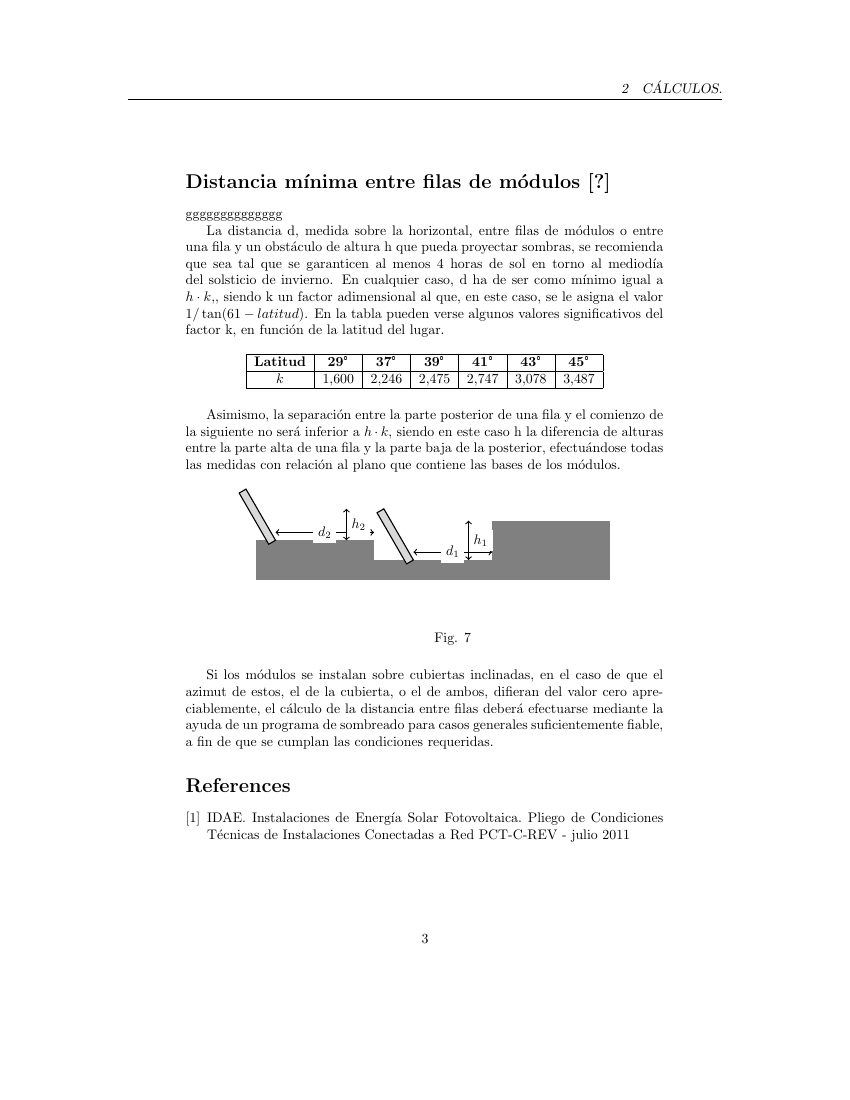 2 CÁLCULOS.
Distancia mínima entre filas de módulos [?]
gggggggggggggg
La distancia d, medida sobre la horizontal, entre filas de módulos o entre
una fila y un obstáculo de altura h que pueda proyectar sombras, se recomienda
que sea tal que se garanticen al menos 4 horas de sol en torno al mediodía
del solsticio de invierno. En cualquier caso, d ha de ser como mínimo igual a
h · k,, siendo k un factor adimensional al que, en este caso, se le asigna el valor
1/ tan(61 − latitud). En la tabla pueden verse algunos valores significativos del
factor k, en función de la latitud del lugar.
Latitud 29° 37° 39° 41° 43° 45°
k 1,600 2,246 2,475 2,747 3,078 3,487
Asimismo, la separación entre la parte posterior de una fila y el comienzo de
la siguiente no será inferior a h · k, siendo en este caso h la diferencia de alturas
entre la parte alta de una fila y la parte baja de la posterior, efectuándose todas
las medidas con relación al plano que contiene las bases de los módulos.
d2 h2
d1 h1
Fig. 7
Si los módulos se instalan sobre cubiertas inclinadas, en el caso de que el
azimut de estos, el de la cubierta, o el de ambos, difieran del valor cero apre-
ciablemente, el cálculo de la distancia entre filas deberá efectuarse mediante la
ayuda de un programa de sombreado para casos generales suficientemente fiable,
a fin de que se cumplan las condiciones requeridas.
References
[1] IDAE. Instalaciones de Energía Solar Fotovoltaica. Pliego de Condiciones
Técnicas de Instalaciones Conectadas a Red PCT-C-REV - julio 2011
3